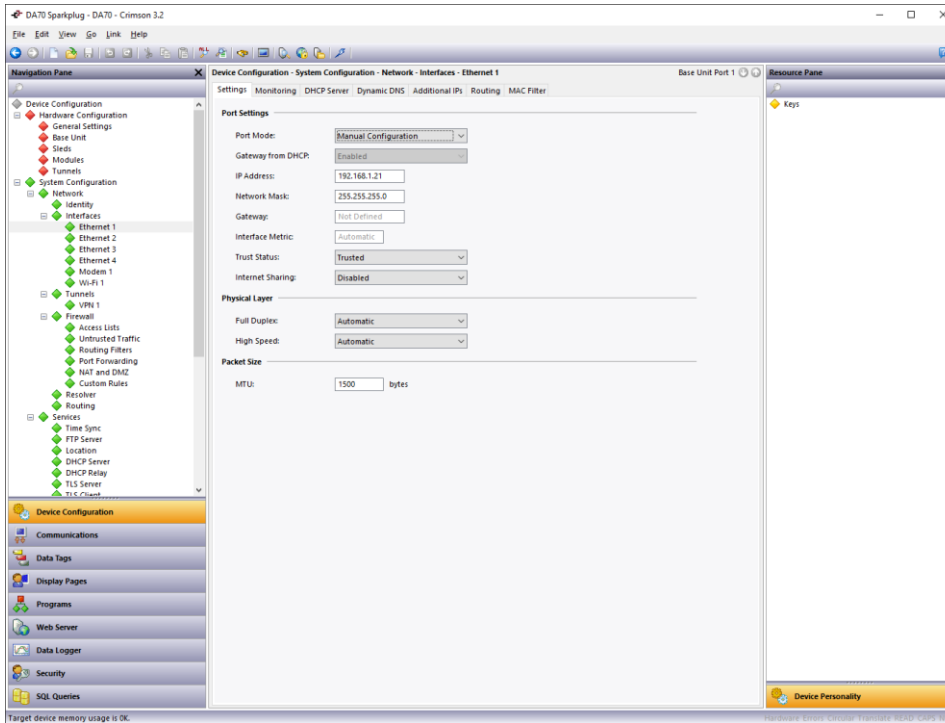 DA70 Sparkplug - DA70 - Crimson 3.2
File Edit View Go Link Help
Navigation Pane
Device Configuration
Hardware Configuration
General Settings
Base Unit
Sleds
Modules
Tunnels
System Configuration
Network
Identity
Interfaces
Ethernet 1
Ethernet 2
Ethernet 3
Ethernet 4
Modem 1
Wi-Fi 1
Tunnels
VPN 1
Firewall
Access Lists
Untrusted Traffic
Routing Filters
Port Forwarding
NAT and DMZ
Custom Rules
Resolver
Routing
Services
Time Sync
FTP Server
Location
DHCP Server
DHCP Relay
TLS Server
TLS Client
Device Configuration
Communications
Data Tags
Display Pages
Programs
Web Server
Data Logger
Security
SQL Queries
Device Configuration - System Configuration - Network - Interfaces - Ethernet 1 Base Unit Port 1
Settings Monitoring DHCP Server Dynamic DNS Additional IPs Routing MAC Filter
Port Settings
Port Mode: Manual Configuration
Gateway from DHCP: Enabled
IP Address: 192.168.1.21
Network Mask: 255.255.255.0
Gateway: Not Defined
Interface Metric: Automatic
Trust Status: Trusted
Internet Sharing: Disabled
Physical Layer
Full Duplex: Automatic
High Speed: Automatic
Packet Size
MTU: 1500 bytes
Resource Pane
Keys
Device Personality
Target device memory usage is OK.
Hardware Errors Circular Translate READ CAPS